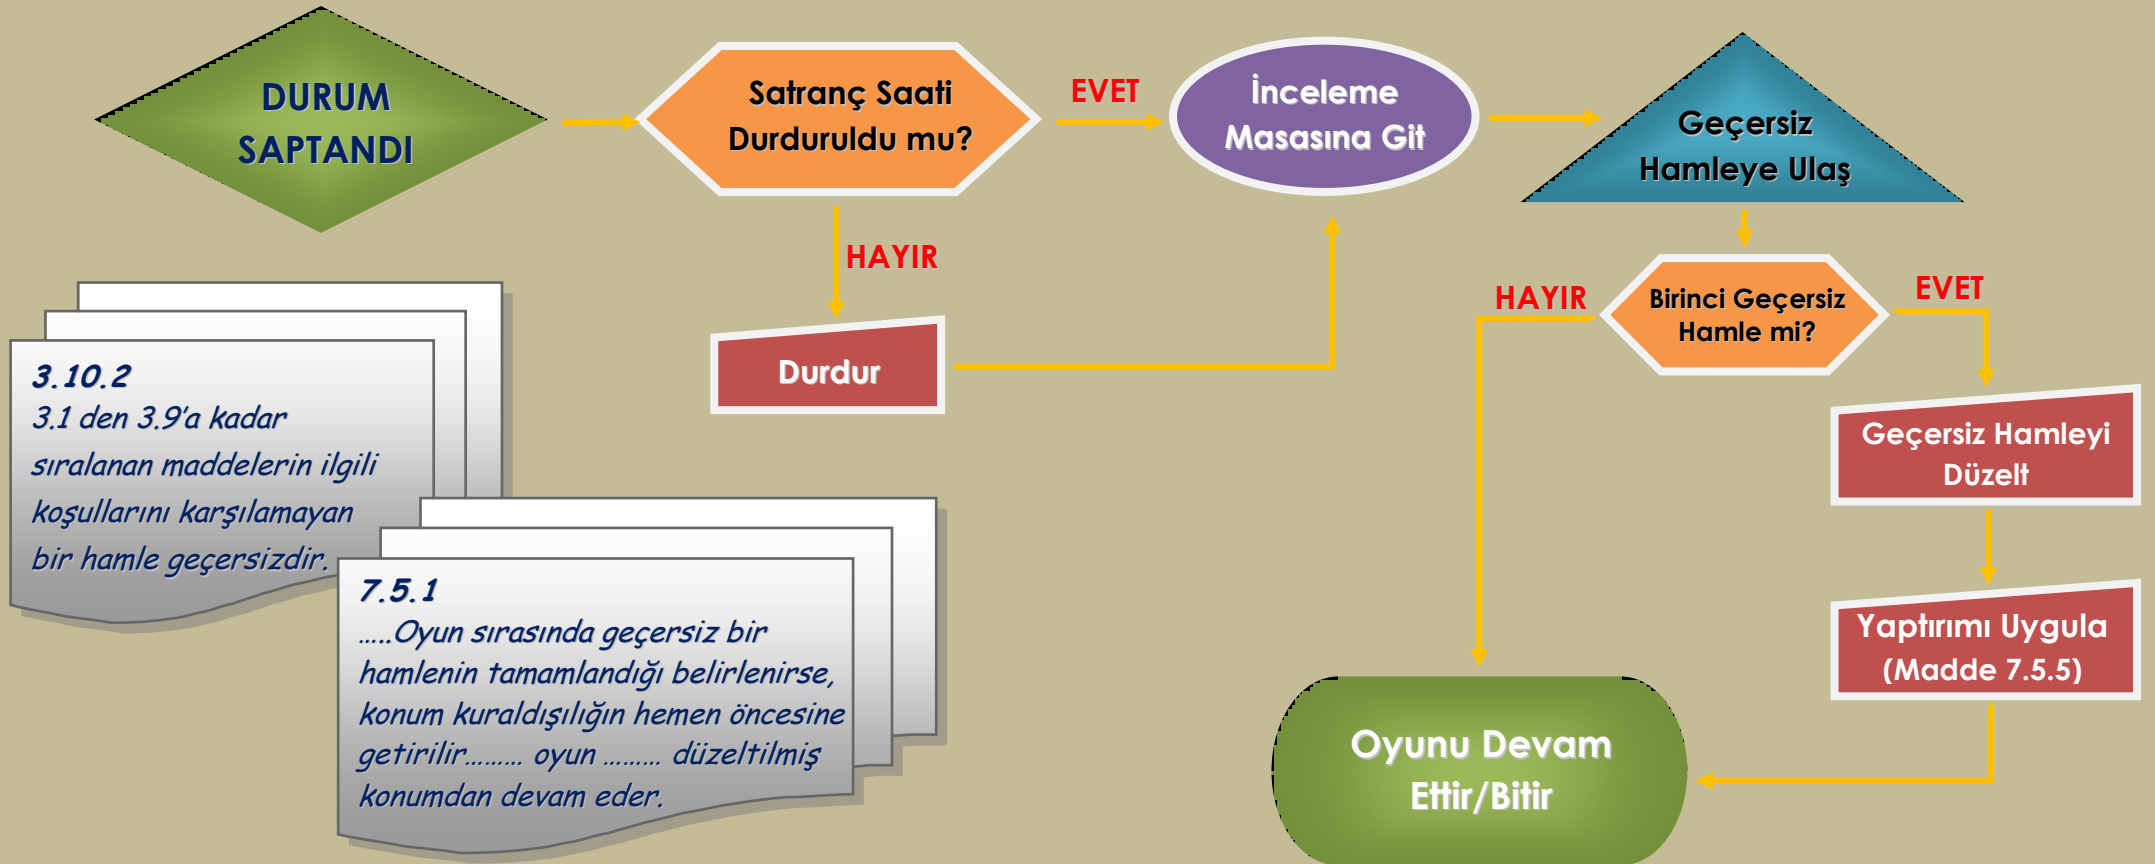 DURUM
SAPTANDI
Satranç Saati
Durduruldu mu?
EVET
İnceleme
Masasına Git
Geçersiz
Hamleye Ulaş
HAYIR
Durdur
HAYIR
Birinci Geçersiz
Hamle mi?
EVET
Geçersiz Hamleyi
Düzelt
Yaptırımı Uygula
(Madde 7.5.5)
Oyunu Devam
Ettir/Bitir
3.10.2
3.1 den 3.9’a kadar
sıralanan maddelerin ilgili
koşullarını karşılamayan
bir hamle geçersizdir.
7.5.1
…..Oyun sırasında geçersiz bir
hamlenin tamamlandığı belirlenirse,
konum kuraldışılığın hemen öncesine
getirilir……… oyun ……… düzeltilmiş
konumdan devam eder.